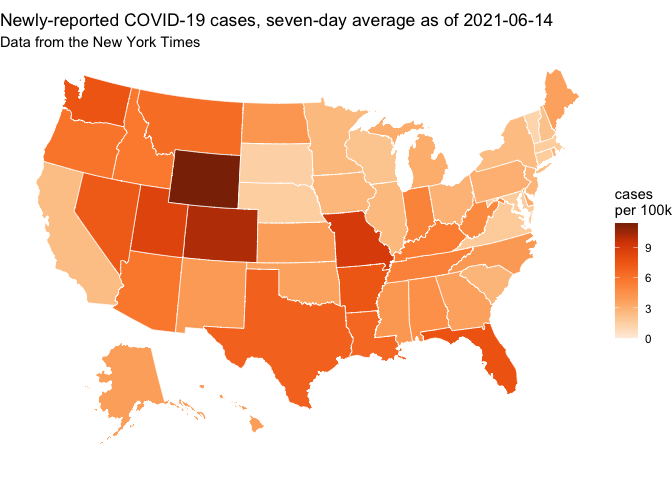 Newly-reported COVID-19 cases, seven-day average as of 2021-06-14
Data from the New York Times
cases
per 100k
9
6
3
0